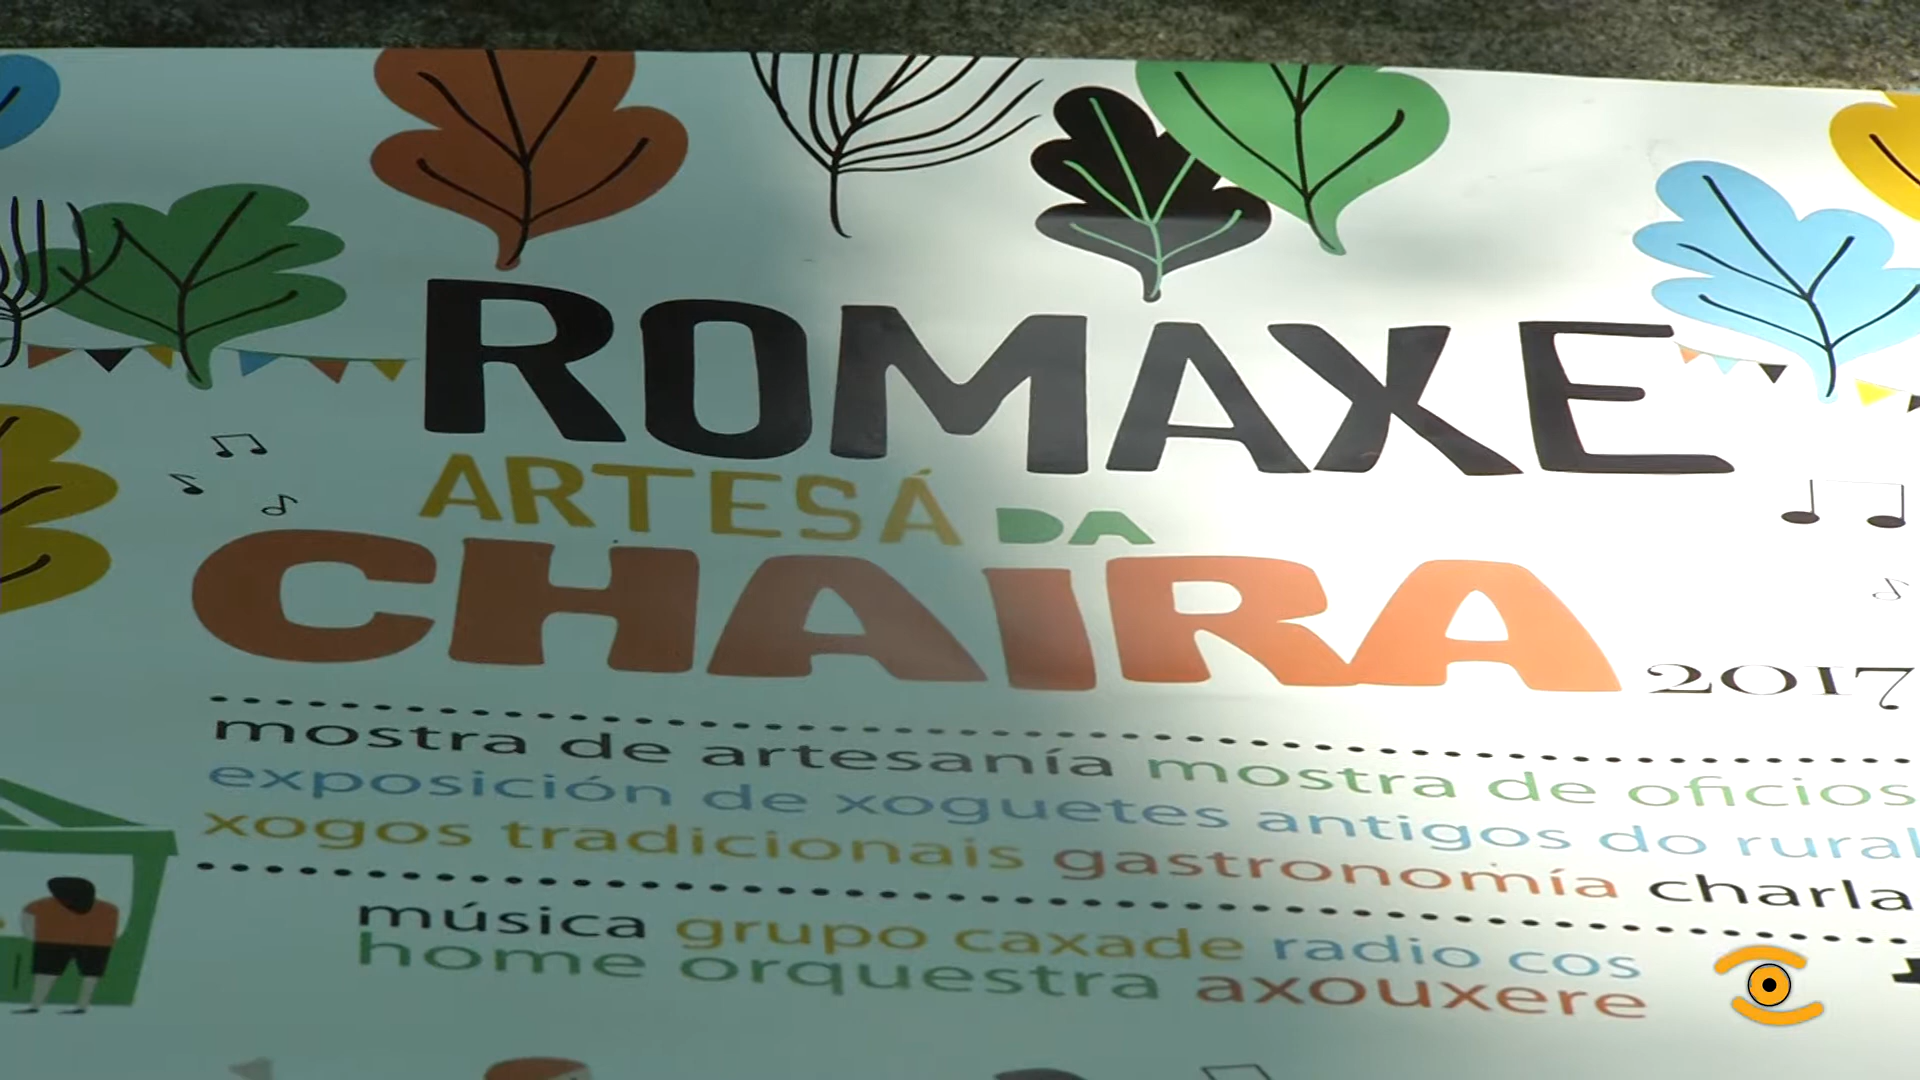 ROMAXE
ARTESÁ DA
CHAIRA 2017
mostra de artesanía mostra de oficios
exposición de xoguetes antigos do rural
xogos tradicionais gastronomía charla
música grupo caxade radio cos
home orquestra axouxere